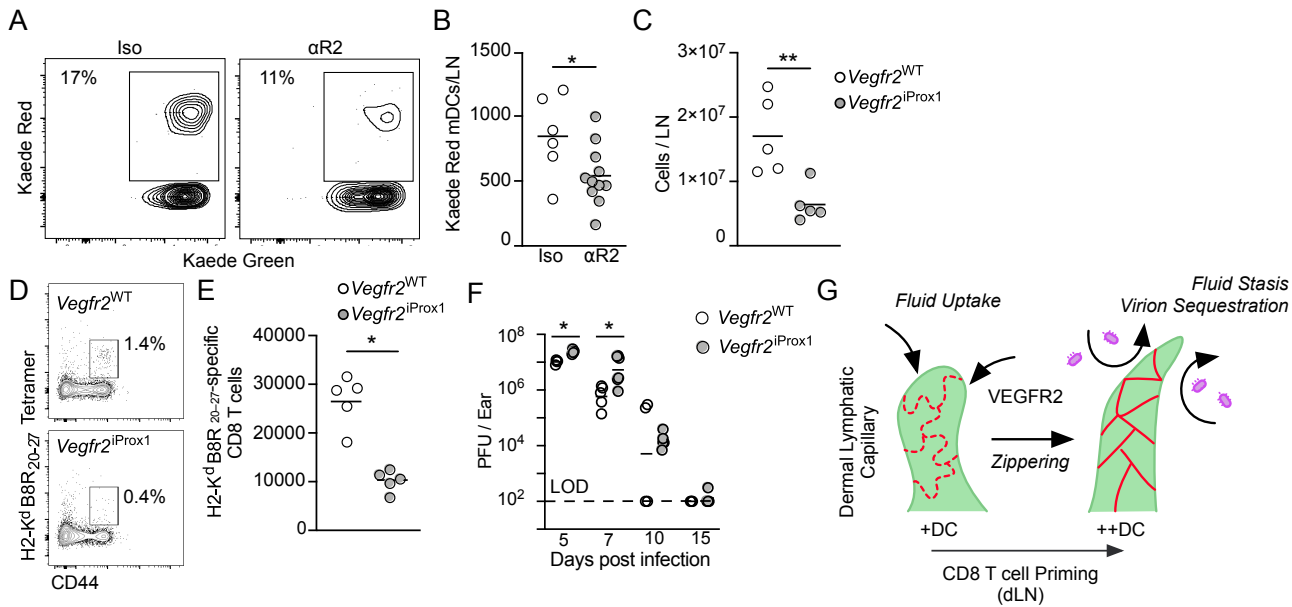 A
Iso
αR2
17%
11%
Kaede Red
Kaede Green
B
Kaede Red mDCs/LN
1500
1000
500
0
*
Iso
αR2
C
Cells / LN
3×10⁷
2×10⁷
1×10⁷
0
**
Vegfr2ᵂᵀ
Vegfr2ⁱᴾʳᵒˣ¹
D
Vegfr2ᵂᵀ
1.4%
Vegfr2ⁱᴾʳᵒˣ¹
0.4%
H2-Kᵈ B8R₂₀₋₂₇ Tetramer
CD44
E
Vegfr2ᵂᵀ
Vegfr2ⁱᴾʳᵒˣ¹
H2-Kᵈ B8R₂₀₋₂₇-specific
CD8 T cells
40000
30000
20000
10000
0
*
F
Vegfr2ᵂᵀ
Vegfr2ⁱᴾʳᵒˣ¹
PFU / Ear
10⁸
10⁶
10⁴
10²
* *
LOD
5 7 10 15
Days post infection
G
Fluid Uptake
Fluid Stasis
Virion Sequestration
Dermal Lymphatic
Capillary
VEGFR2
Zippering
+DC
++DC
CD8 T cell Priming
(dLN)